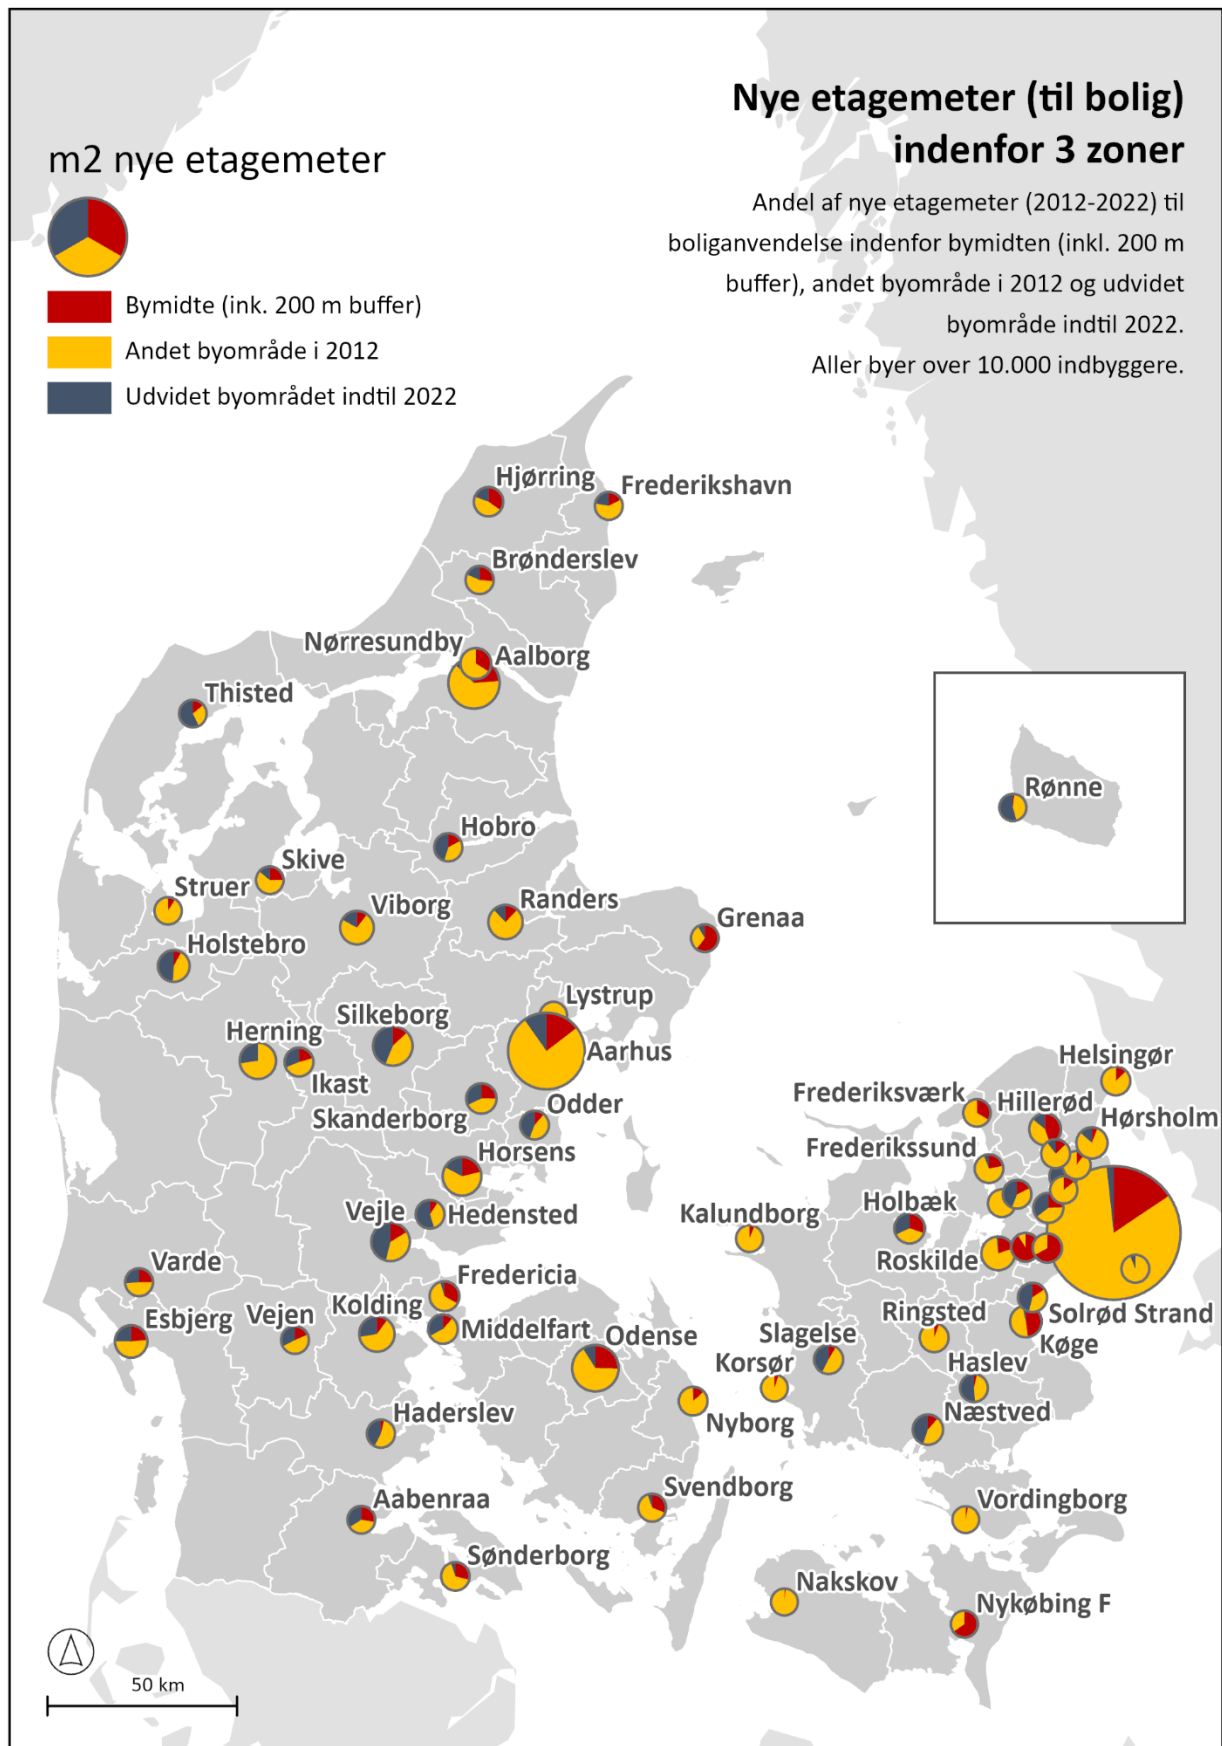 Nye etagemeter (til bolig)
indenfor 3 zoner
Andel af nye etagemeter (2012-2022) til
boliganvendelse indenfor bymidten (inkl. 200 m
buffer), andet byområde i 2012 og udvidet
byområde indtil 2022.
Aller byer over 10.000 indbyggere.
m2 nye etagemeter
Bymidte (ink. 200 m buffer)
Andet byområde i 2012
Udvidet byområdet indtil 2022
Hjørring
Frederikshavn
Brønderslev
Nørresundby
Aalborg
Thisted
Rønne
Hobro
Skive
Struer
Viborg
Randers
Grenaa
Holstebro
Lystrup
Silkeborg
Herning
Aarhus
Ikast
Helsingør
Frederiksværk
Hillerød
Skanderborg
Odder
Hørsholm
Frederikssund
Horsens
Vejle
Hedensted
Kalundborg
Holbæk
Roskilde
Varde
Fredericia
Esbjerg
Vejen
Kolding
Middelfart
Odense
Slagelse
Ringsted
Solrød Strand
Køge
Korsør
Haslev
Nyborg
Næstved
Haderslev
Svendborg
Vordingborg
Aabenraa
Sønderborg
Nakskov
Nykøbing F
50 km